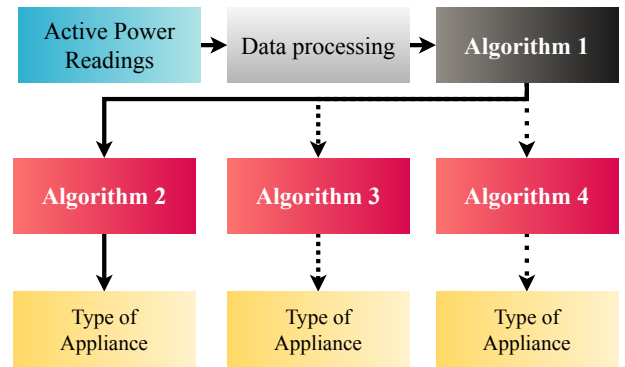 Active Power
Readings
Data processing
Algorithm 1
Algorithm 2
Algorithm 3
Algorithm 4
Type of
Appliance
Type of
Appliance
Type of
Appliance